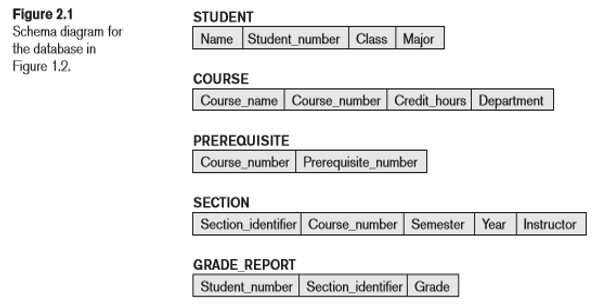 Figure 2.1
Schema diagram for
the database in
Figure 1.2.
STUDENT
Name Student_number Class Major
COURSE
Course_name Course_number Credit_hours Department
PREREQUISITE
Course_number Prerequisite_number
SECTION
Section_identifier Course_number Semester Year Instructor
GRADE_REPORT
Student_number Section_identifier Grade